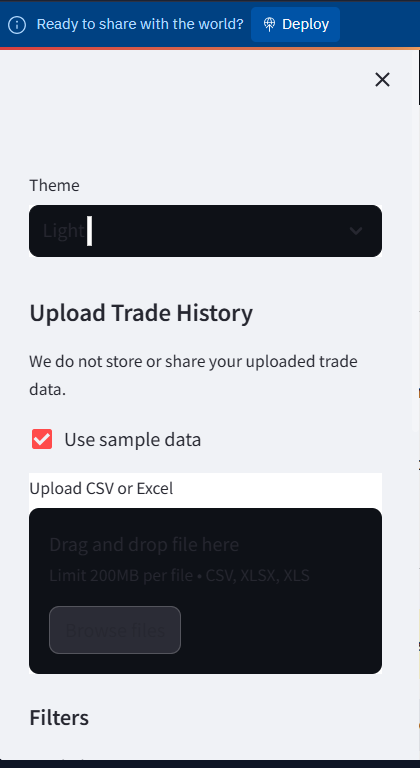 Ready to share with the world?
Deploy
Theme
Light
Upload Trade History
We do not store or share your uploaded trade
data.
Use sample data
Upload CSV or Excel
Drag and drop file here
Limit 200MB per file • CSV, XLSX, XLS
Browse files
Filters